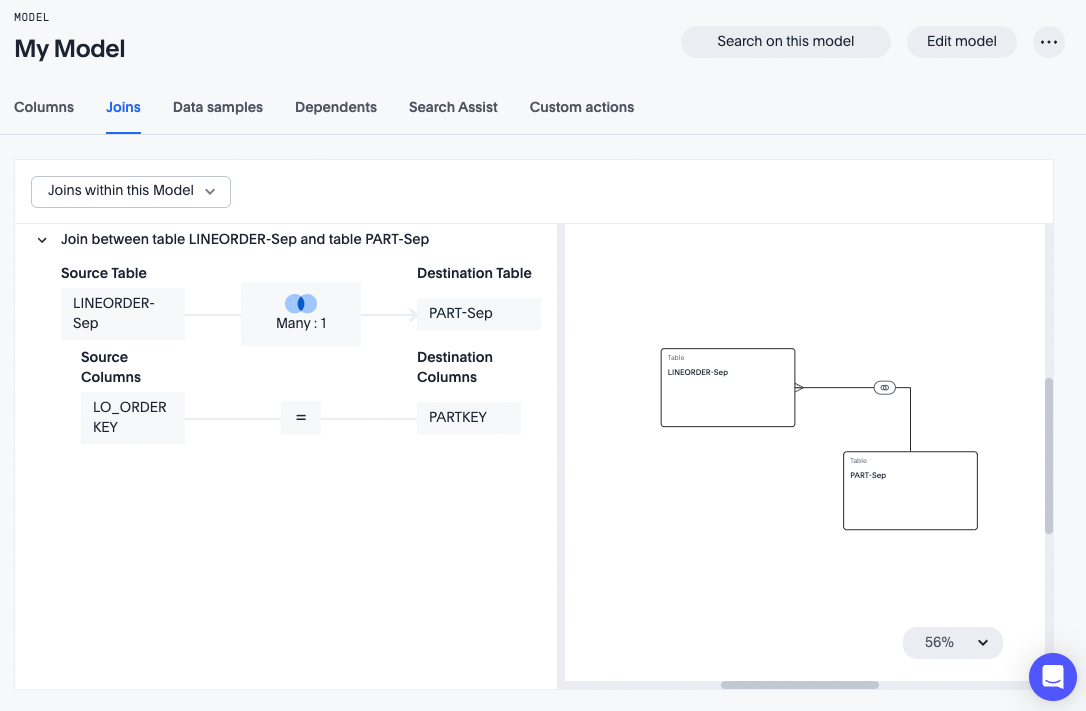 MODEL
My Model
Search on this model
Edit model
Columns
Joins
Data samples
Dependents
Search Assist
Custom actions
Joins within this Model
Join between table LINEORDER-Sep and table PART-Sep
Source Table
Destination Table
LINEORDER-
Sep
Many : 1
PART-Sep
Source
Columns
Destination
Columns
LO_ORDER
KEY
=
PARTKEY
Table
LINEORDER-Sep
Table
PART-Sep
56%